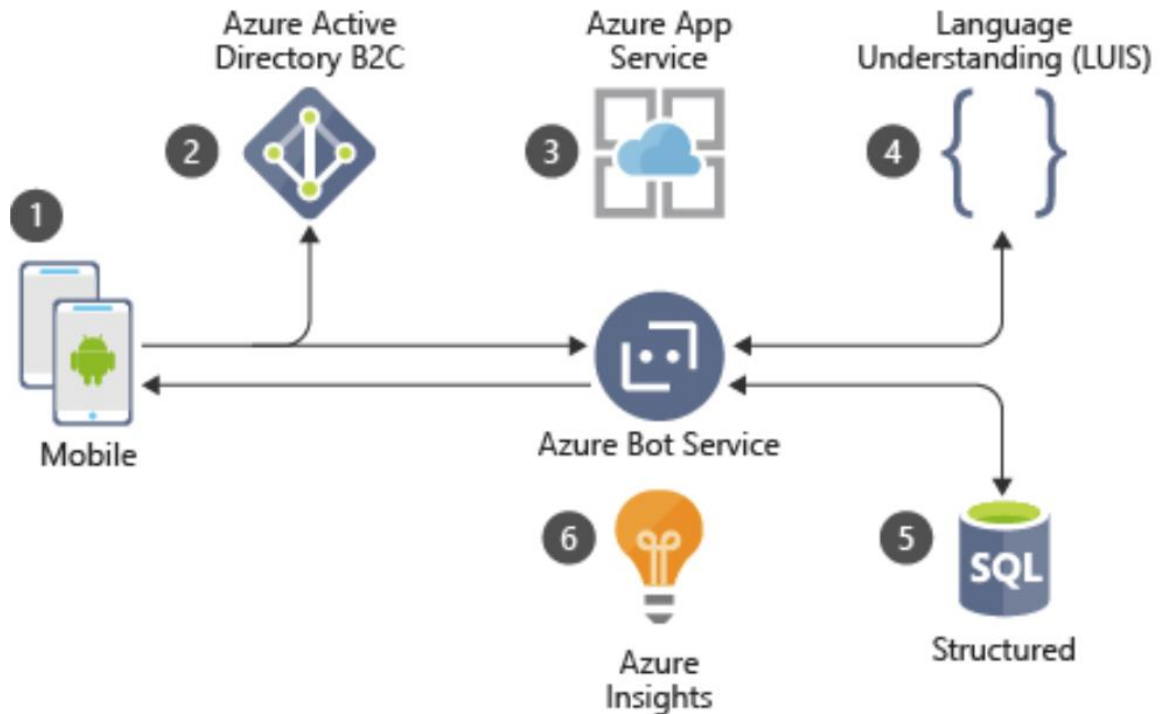 Azure Active
Directory B2C
Azure App
Service
Language
Understanding (LUIS)
2
3
4
1
Mobile
Azure Bot Service
6
5
SQL
Azure
Insights
Structured